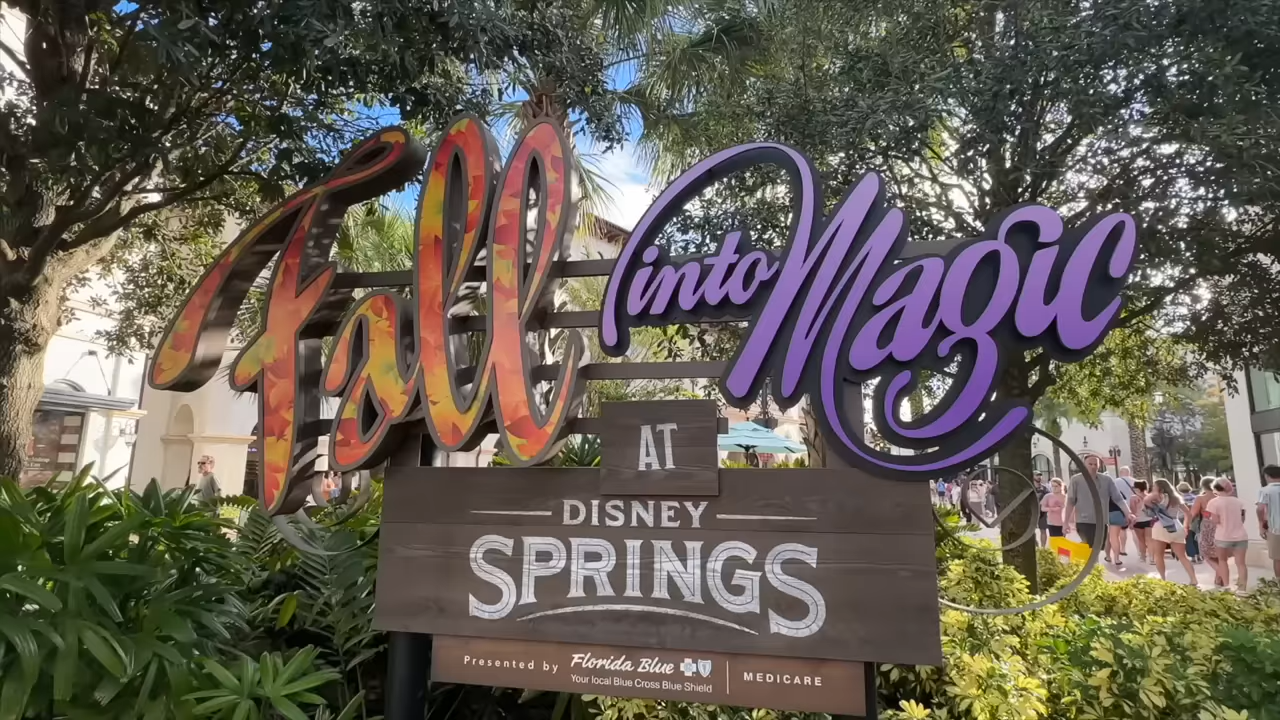 Fall into Magic
AT
DISNEY
SPRINGS
Presented by Florida Blue MEDICARE
Your local Blue Cross Blue Shield